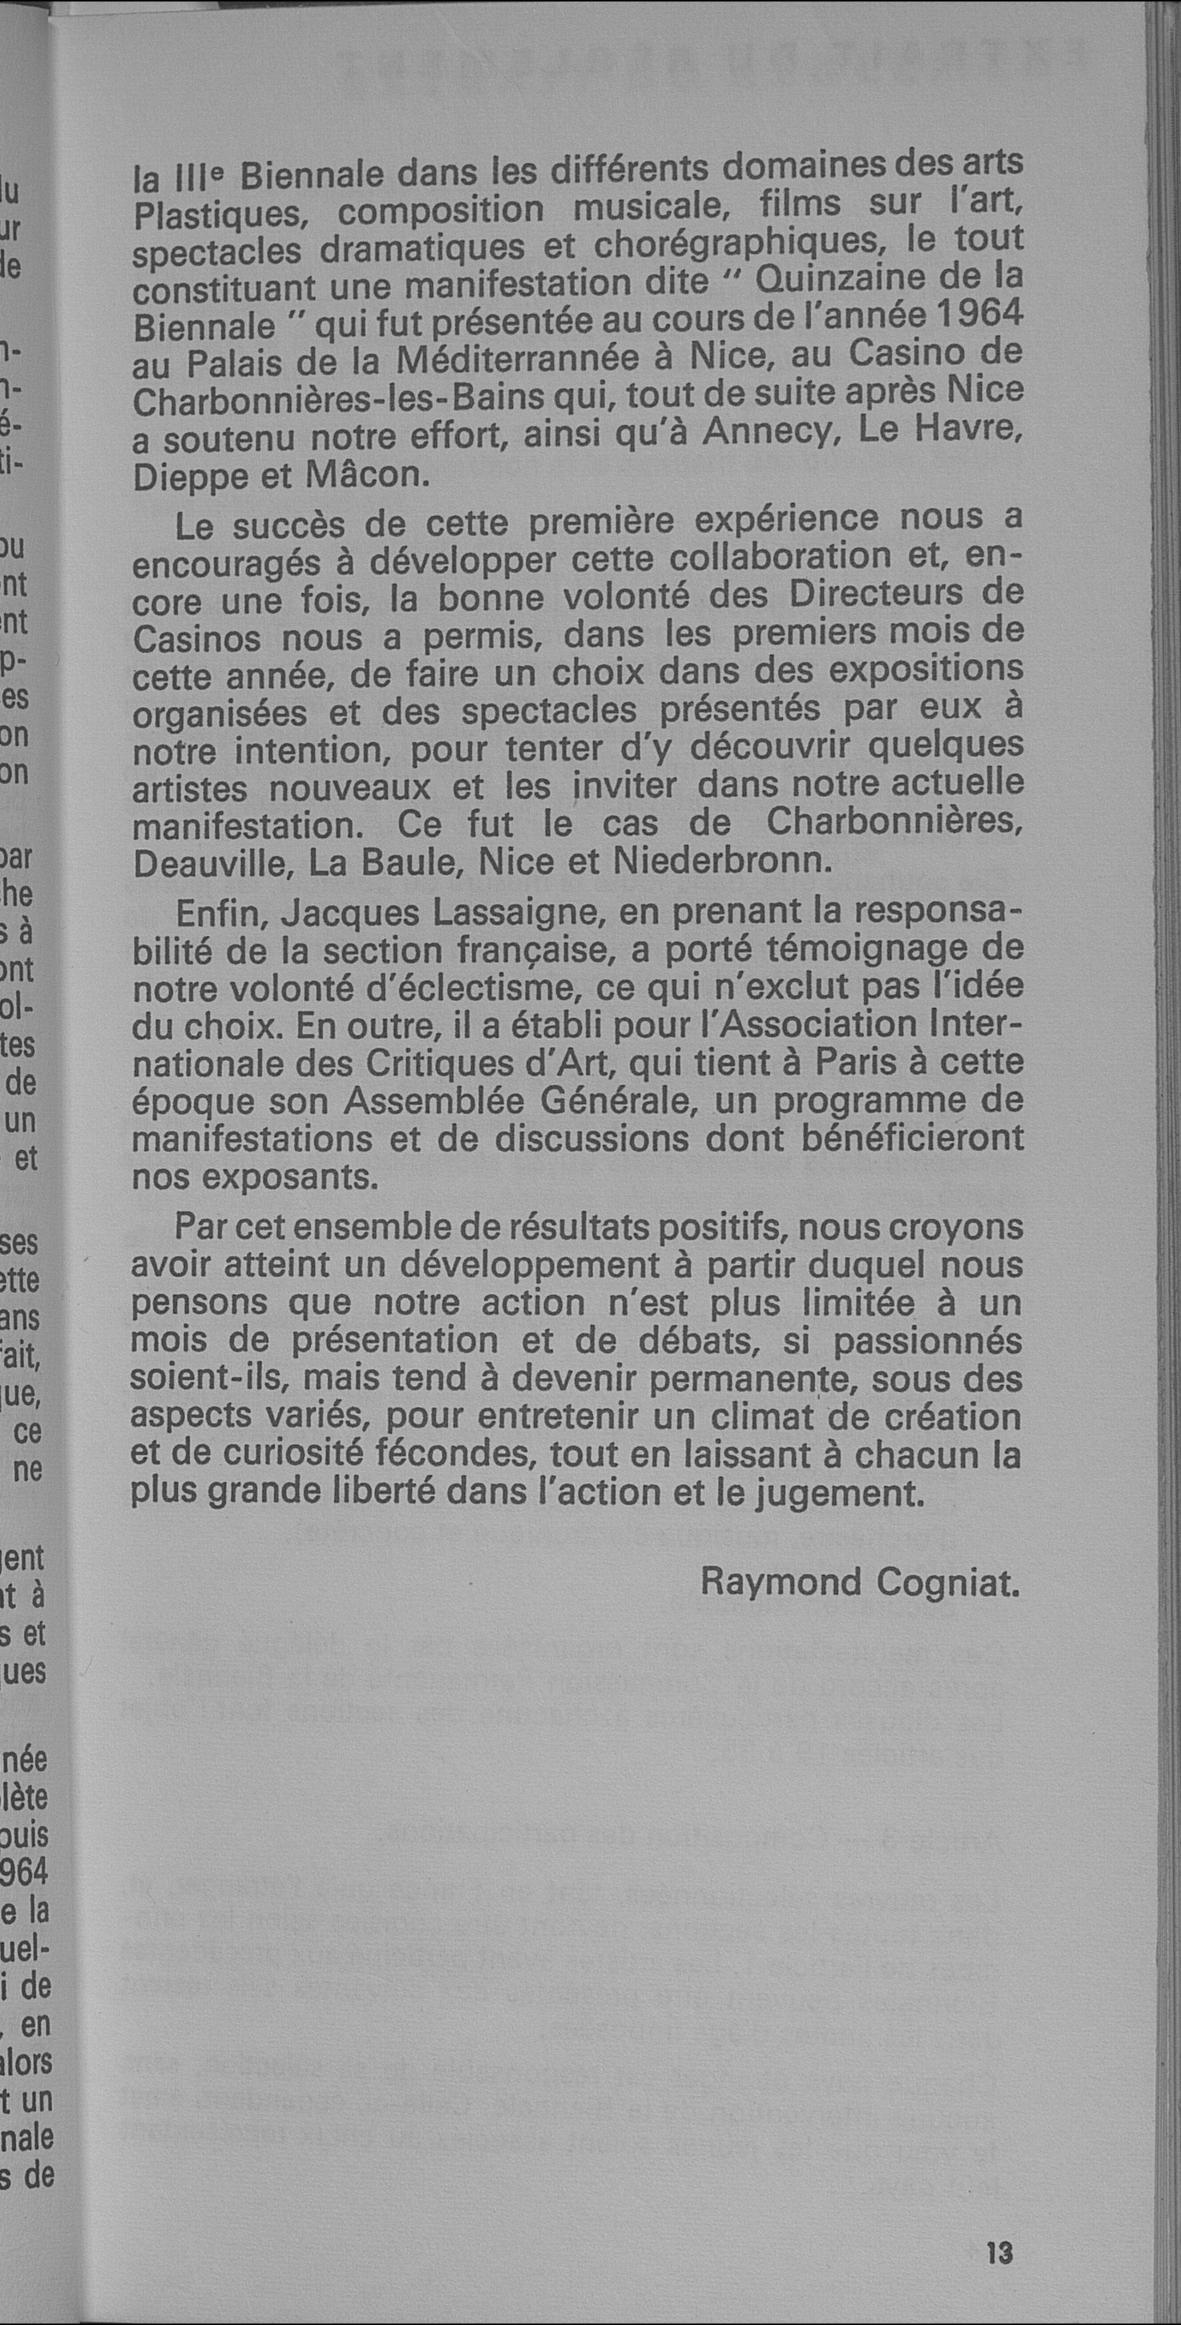 la IIIe Biennale dans les différents domaines des arts
Plastiques, composition musicale, films sur l'art,
spectacles dramatiques et chorégraphiques, le tout
constituant une manifestation dite " Quinzaine de la
Biennale " qui fut présentée au cours de l'année 1964
au Palais de la Méditerrannée à Nice, au Casino de
Charbonnières-les-Bains qui, tout de suite après Nice
a soutenu notre effort, ainsi qu'à Annecy, Le Havre,
Dieppe et Mâcon.
Le succès de cette première expérience nous a
encouragés à développer cette collaboration et, en-
core une fois, la bonne volonté des Directeurs de
Casinos nous a permis, dans les premiers mois de
cette année, de faire un choix dans des expositions
organisées et des spectacles présentés par eux à
notre intention, pour tenter d'y découvrir quelques
artistes nouveaux et les inviter dans notre actuelle
manifestation. Ce fut le cas de Charbonnières,
Deauville, La Baule, Nice et Niederbronn.
Enfin, Jacques Lassaigne, en prenant la responsa-
bilité de la section française, a porté témoignage de
notre volonté d'éclectisme, ce qui n'exclut pas l'idée
du choix. En outre, il a établi pour l'Association Inter-
nationale des Critiques d'Art, qui tient à Paris à cette
époque son Assemblée Générale, un programme de
manifestations et de discussions dont bénéficieront
nos exposants.
Par cet ensemble de résultats positifs, nous croyons
avoir atteint un développement à partir duquel nous
pensons que notre action n'est plus limitée à un
mois de présentation et de débats, si passionnés
soient-ils, mais tend à devenir permanente, sous des
aspects variés, pour entretenir un climat de création
et de curiosité fécondes, tout en laissant à chacun la
plus grande liberté dans l'action et le jugement.
Raymond Cogniat.
13